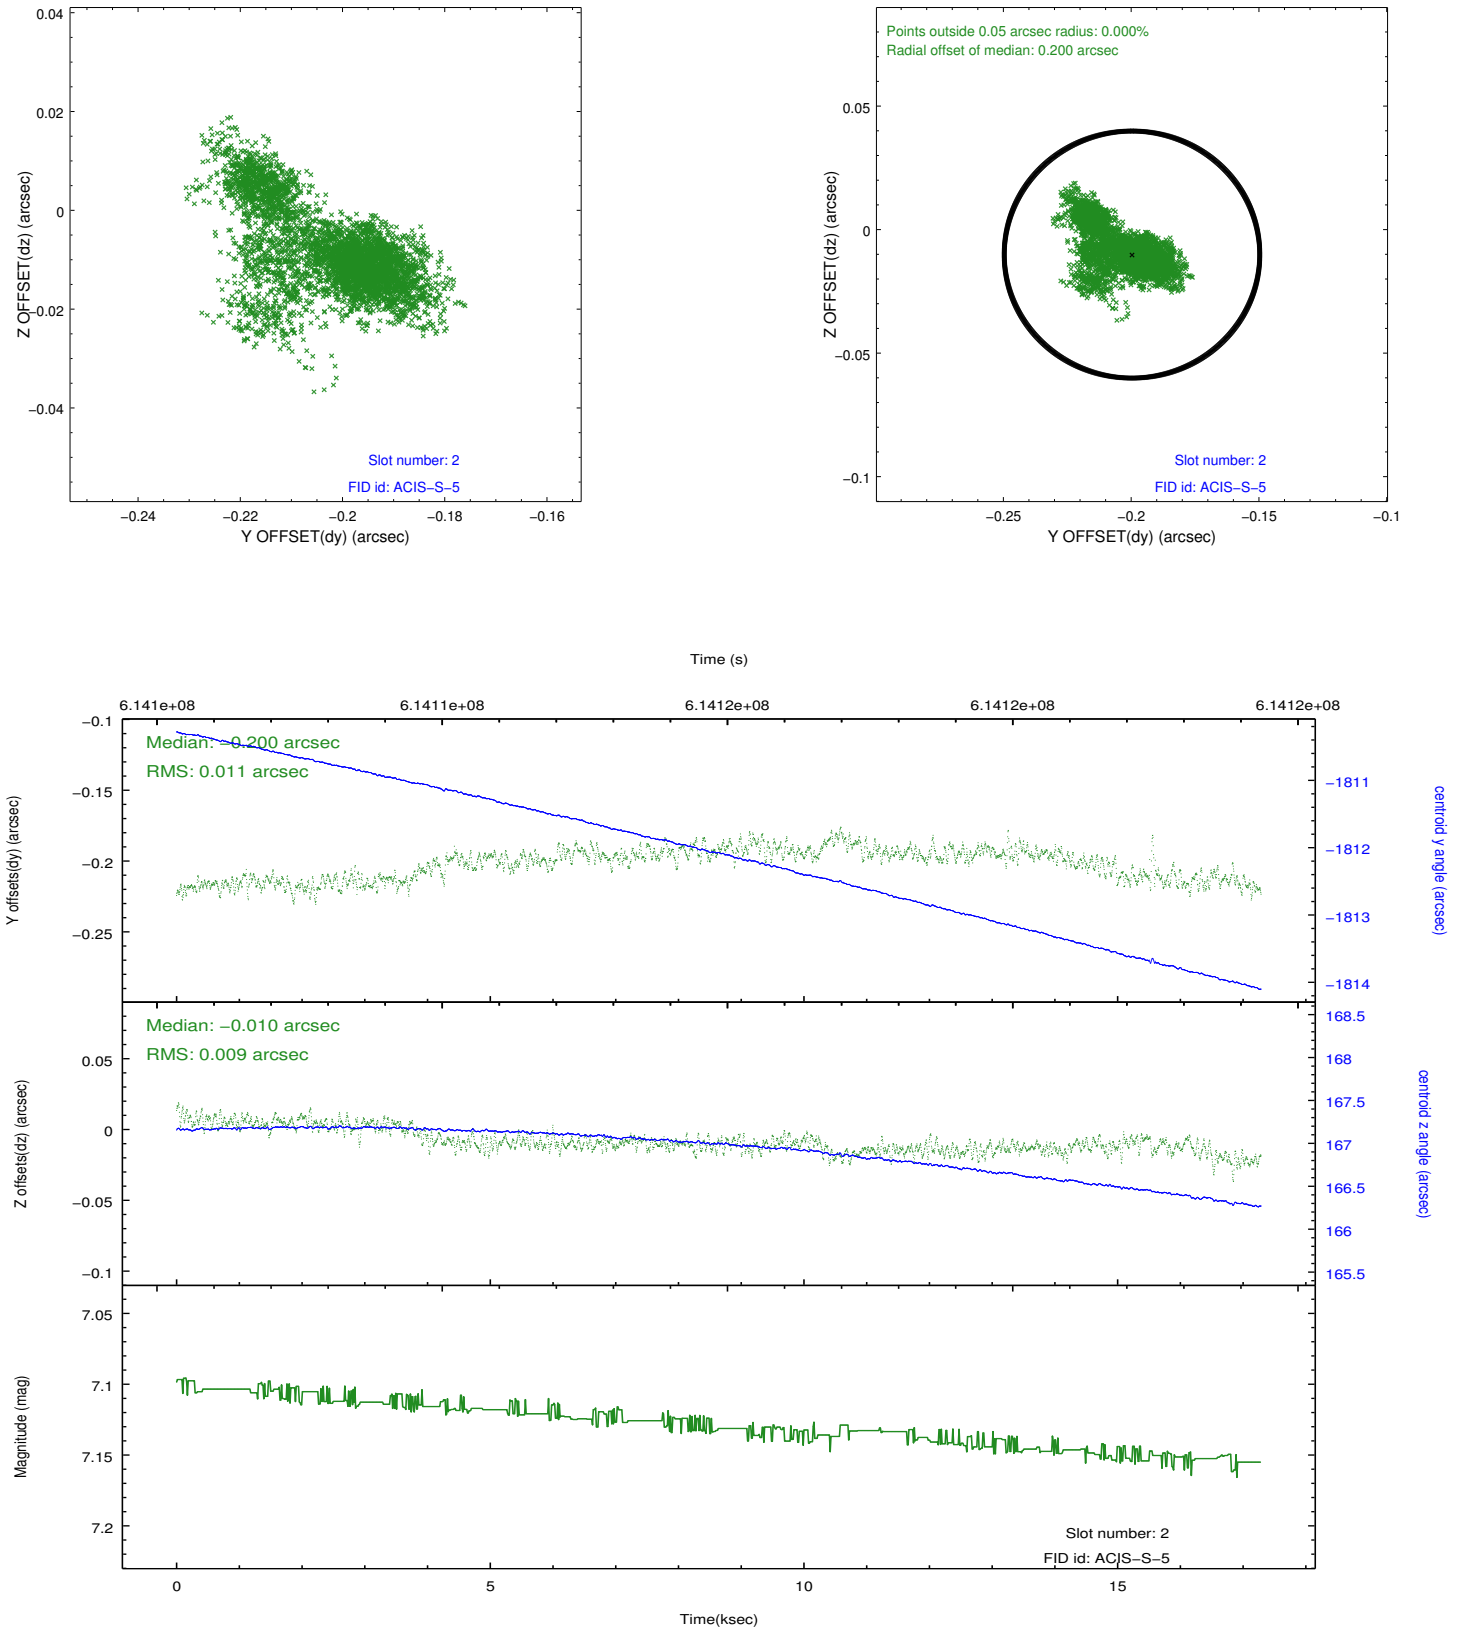 0.04
0.02
0
−0.02
−0.04
Z OFFSET(dz) (arcsec)
Slot number: 2
FID id: ACIS−S−5
−0.24 −0.22 −0.2 −0.18 −0.16
Y OFFSET(dy) (arcsec)
Points outside 0.05 arcsec radius: 0.000%
Radial offset of median: 0.200 arcsec
0.05
0
−0.05
−0.1
Z OFFSET(dz) (arcsec)
Slot number: 2
FID id: ACIS−S−5
−0.25 −0.2 −0.15 −0.1
Y OFFSET(dy) (arcsec)
Time (s)
6.141e+08 6.1411e+08 6.1412e+08 6.1412e+08 6.1412e+08
−0.1
−0.15
−0.2
−0.25
Y offsets(dy) (arcsec)
Median: −0.200 arcsec
RMS: 0.011 arcsec
−1811
−1812
−1813
−1814
centroid y angle (arcsec)
0.05
0
−0.05
−0.1
Z offsets(dz) (arcsec)
Median: −0.010 arcsec
RMS: 0.009 arcsec
168.5
168
167.5
167
166.5
166
165.5
centroid z angle (arcsec)
7.05
7.1
7.15
7.2
Magnitude (mag)
Slot number: 2
FID id: ACIS−S−5
0 5 10 15
Time(ksec)